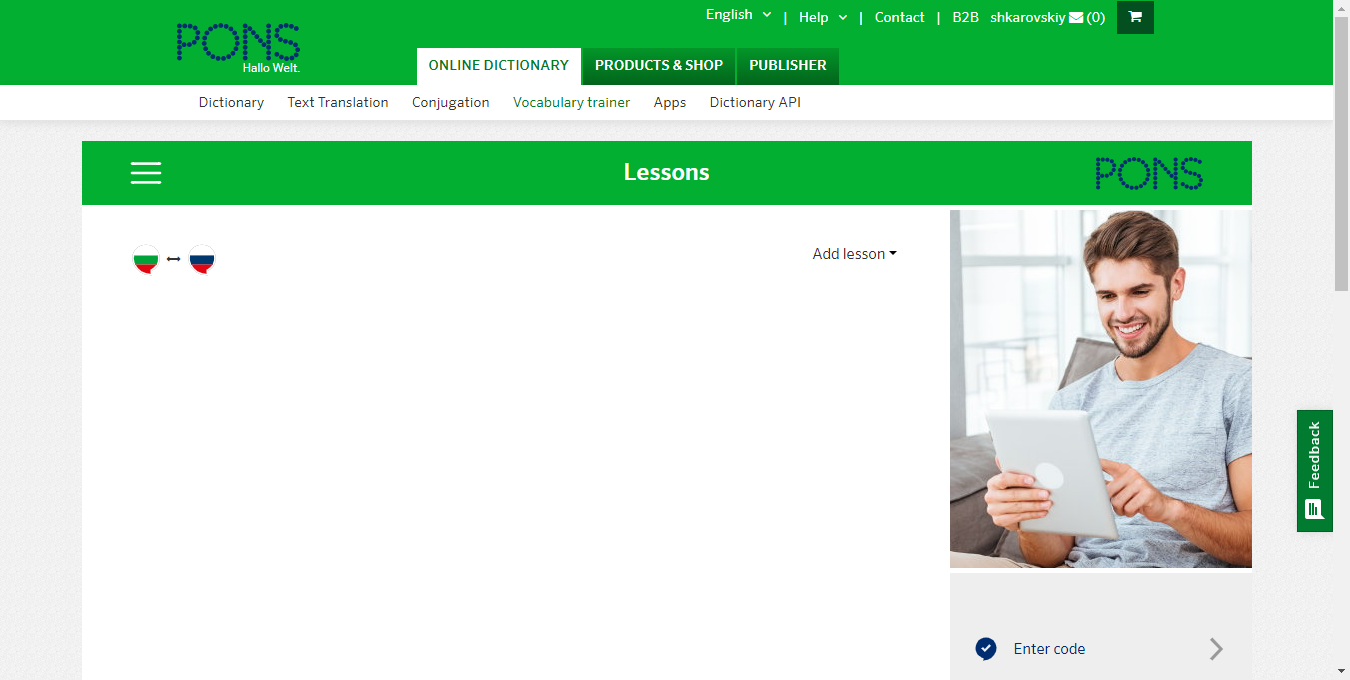 English | Help | Contact | B2B shkarovskiy (0)
PONS
Hallo Welt.
ONLINE DICTIONARY PRODUCTS & SHOP PUBLISHER
Dictionary Text Translation Conjugation Vocabulary trainer Apps Dictionary API
Lessons
PONS
Add lesson
Feedback
Enter code